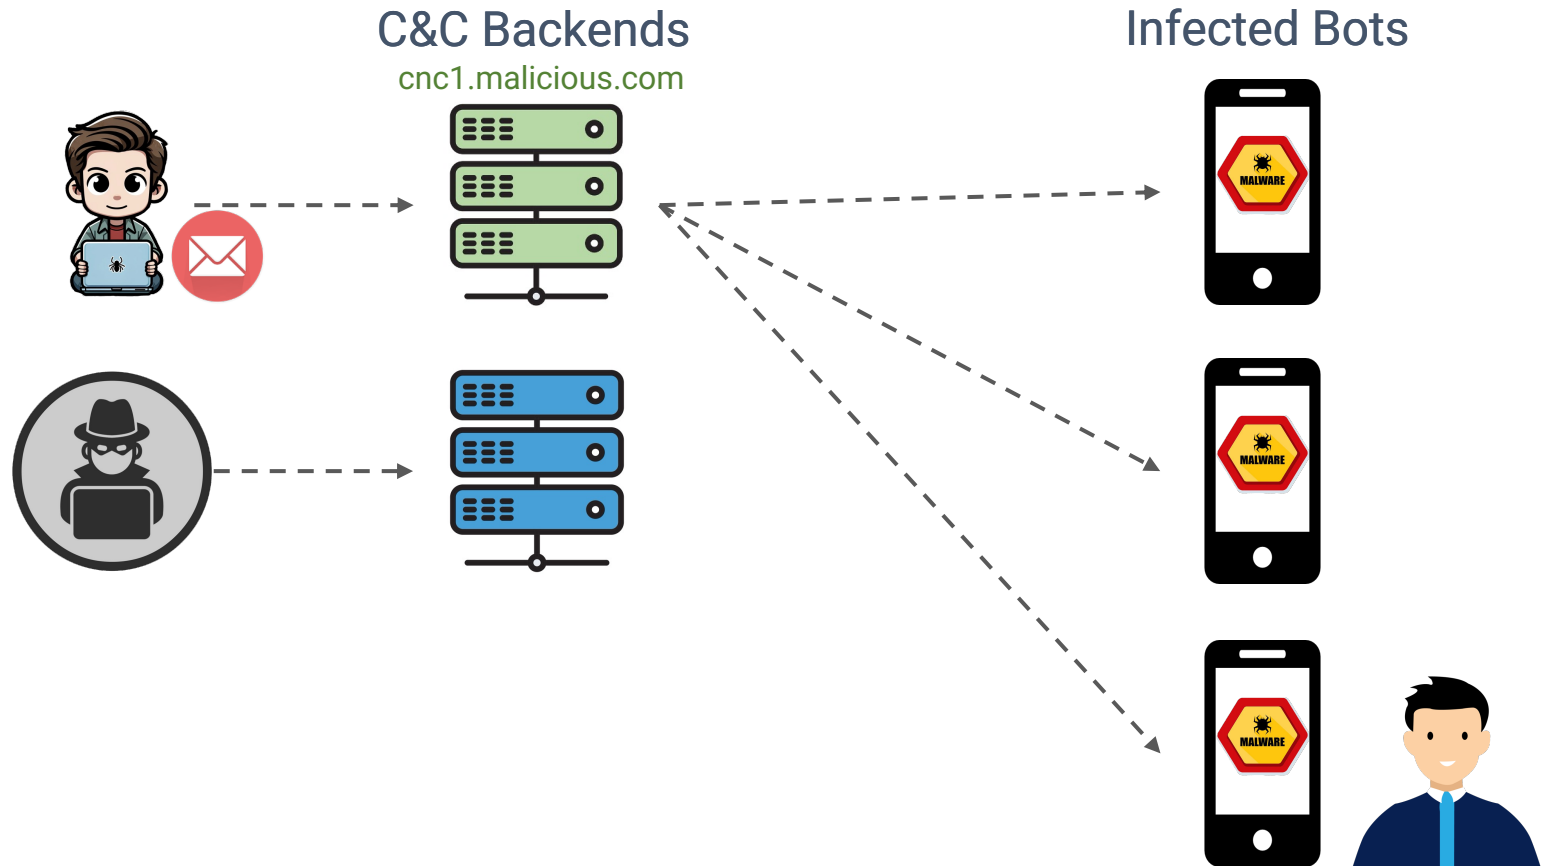 C&C Backends
Infected Bots
cnc1.malicious.com
MALWARE
MALWARE
MALWARE